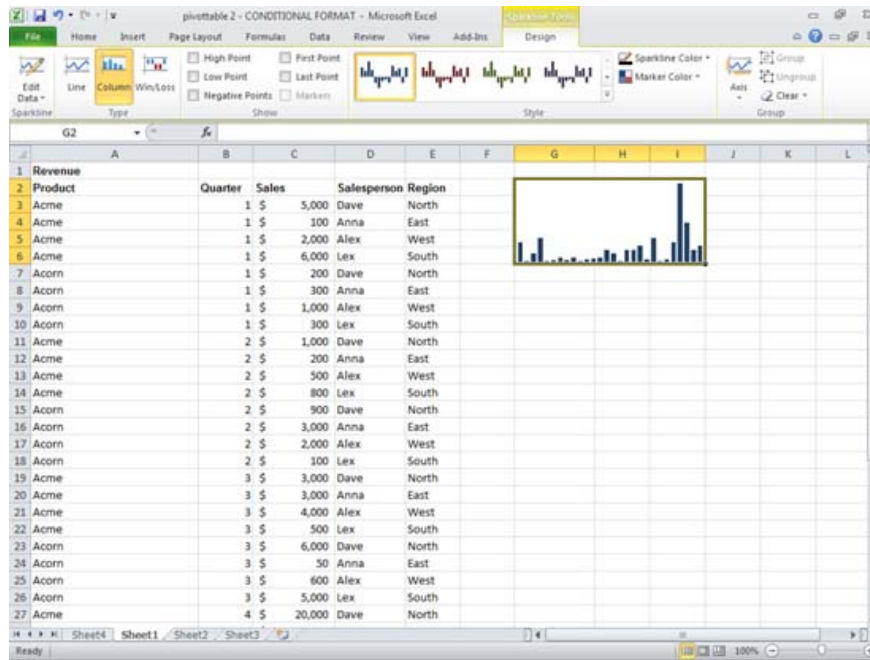 pivottable 2 - CONDITIONAL FORMAT - Microsoft Excel
Sparkline Tools
File Home Insert Page Layout Formulas Data Review View Add-Ins Design
Edit Data
Line
Column
Win/Loss
High Point
Low Point
Negative Points
First Point
Last Point
Markers
Sparkline Color
Marker Color
Axis
Group
Ungroup
Clear
Sparkline Type Show Style Group
G2 fx
A B C D E F G H I J K L
1 Revenue
2 Product Quarter Sales Salesperson Region
3 Acme 1 $ 5,000 Dave North
4 Acme 1 $ 100 Anna East
5 Acme 1 $ 2,000 Alex West
6 Acme 1 $ 6,000 Lex South
7 Acorn 1 $ 200 Dave North
8 Acorn 1 $ 300 Anna East
9 Acorn 1 $ 1,000 Alex West
10 Acorn 1 $ 300 Lex South
11 Acme 2 $ 1,000 Dave North
12 Acme 2 $ 200 Anna East
13 Acme 2 $ 500 Alex West
14 Acme 2 $ 800 Lex South
15 Acorn 2 $ 900 Dave North
16 Acorn 2 $ 3,000 Anna East
17 Acorn 2 $ 2,000 Alex West
18 Acorn 2 $ 100 Lex South
19 Acme 3 $ 3,000 Dave North
20 Acme 3 $ 3,000 Anna East
21 Acme 3 $ 4,000 Alex West
22 Acme 3 $ 500 Lex South
23 Acorn 3 $ 6,000 Dave North
24 Acorn 3 $ 50 Anna East
25 Acorn 3 $ 600 Alex West
26 Acorn 3 $ 5,000 Lex South
27 Acme 4 $ 20,000 Dave North
Sheet4 Sheet1 Sheet2 Sheet3
Ready 100%